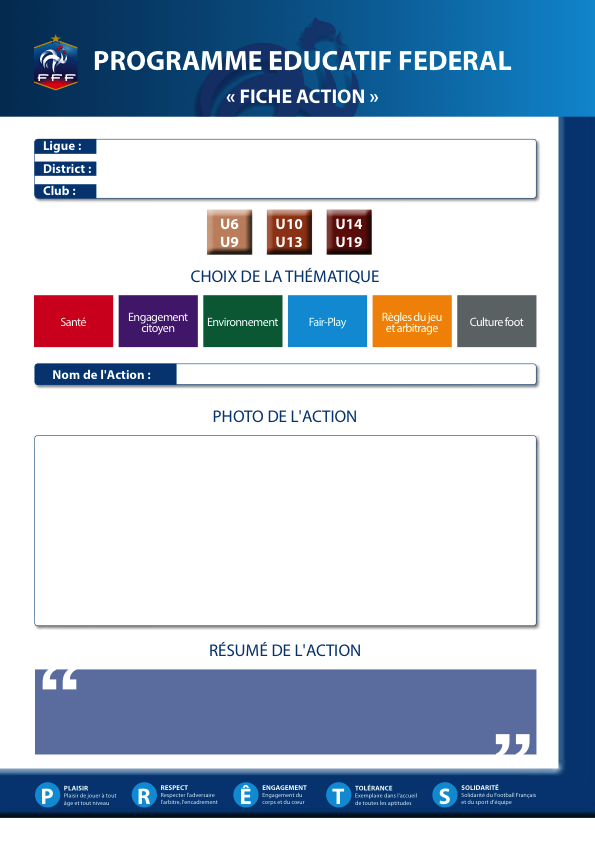 FFF
PROGRAMME EDUCATIF FEDERAL
« FICHE ACTION »
Ligue :
District :
Club :
U6
U9
U10
U13
U14
U19
CHOIX DE LA THÉMATIQUE
Santé
Engagement
citoyen
Environnement
Fair-Play
Règles du jeu
et arbitrage
Culture foot
Nom de l'Action :
PHOTO DE L'ACTION
RÉSUMÉ DE L'ACTION
“
”
P
PLAISIR
Plaisir de jouer à tout
âge et tout niveau
R
RESPECT
Respecter l'adversaire
l'arbitre, l'encadrement
Ê
ENGAGEMENT
Engagement du
corps et du cœur
T
TOLÉRANCE
Exemplaire dans l'accueil
de toutes les aptitudes
S
SOLIDARITÉ
Solidarité du Football Français
et du sport d'équipe